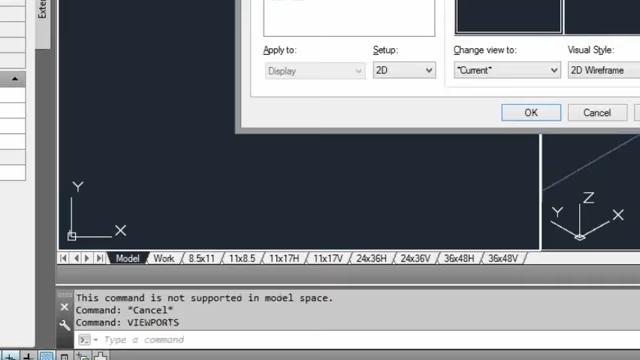 Exter
Apply to: Setup: Change view to: Visual Style:
Display 2D *Current* 2D Wireframe
OK Cancel
Y
X
Z
Y X
Model Work 8.5x11 11x8.5 11x17H 11x17V 24x36H 24x36V 36x48H 36x48V
This command is not supported in model space.
Command: *Cancel*
Command: VIEWPORTS
Type a command